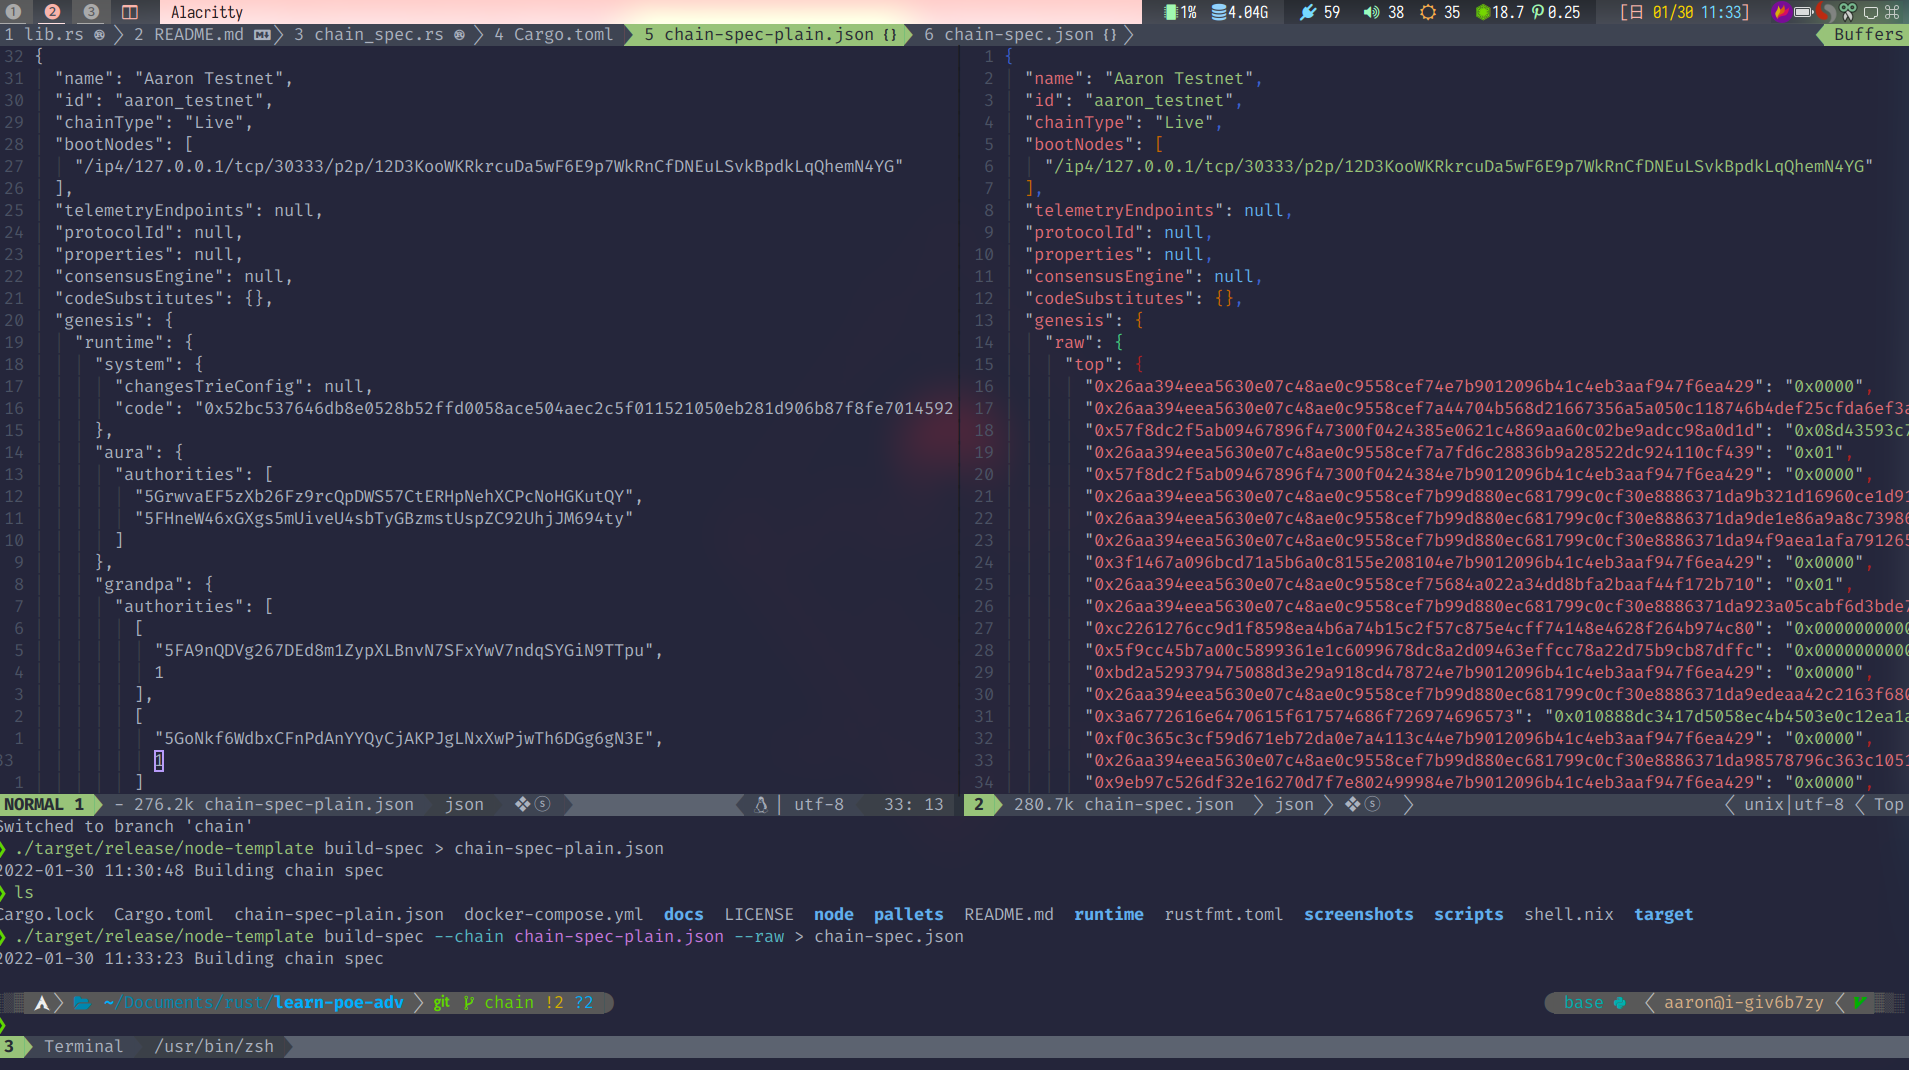 1 2 3 Alacritty 1% 4.04G 59 38 35 18.7 0.25 [日 01/30 11:33]
1 lib.rs 2 README.md 3 chain_spec.rs 4 Cargo.toml 5 chain-spec-plain.json {} 6 chain-spec.json {} Buffers
32 {
31 "name": "Aaron Testnet",
30 "id": "aaron_testnet",
29 "chainType": "Live",
28 "bootNodes": [
27 "/ip4/127.0.0.1/tcp/30333/p2p/12D3KooWKRkrcuDa5wF6E9p7WkRnCfDNEuLSvkBpdkLqQhemN4YG"
26 ],
25 "telemetryEndpoints": null,
24 "protocolId": null,
23 "properties": null,
22 "consensusEngine": null,
21 "codeSubstitutes": {},
20 "genesis": {
19 "runtime": {
18 "system": {
17 "changesTrieConfig": null,
16 "code": "0x52bc537646db8e0528b52ffd0058ace504aec2c5f011521050eb281d906b87f8fe7014592
15 },
14 "aura": {
13 "authorities": [
12 "5GrwvaEF5zXb26Fz9rcQpDWS57CtERHpNehXCPcNoHGKutQY",
11 "5FHneW46xGXgs5mUiveU4sbTyGBzmstUspZC92UhjJM694ty"
10 ]
9 },
8 "grandpa": {
7 "authorities": [
6 [
5 "5FA9nQDVg267DEd8m1ZypXLBnvN7SFxYwV7ndqSYGiN9TTpu",
4 1
3 ],
2 [
1 "5GoNkf6WdbxCFnPdAnYYQyCjAKPJgLNxXwPjwTh6DGg6gN3E",
33 1
1 ]
NORMAL 1 - 276.2k chain-spec-plain.json json utf-8 33: 13
1 {
2 "name": "Aaron Testnet",
3 "id": "aaron_testnet",
4 "chainType": "Live",
5 "bootNodes": [
6 "/ip4/127.0.0.1/tcp/30333/p2p/12D3KooWKRkrcuDa5wF6E9p7WkRnCfDNEuLSvkBpdkLqQhemN4YG"
7 ],
8 "telemetryEndpoints": null,
9 "protocolId": null,
10 "properties": null,
11 "consensusEngine": null,
12 "codeSubstitutes": {},
13 "genesis": {
14 "raw": {
15 "top": {
16 "0x26aa394eea5630e07c48ae0c9558cef74e7b9012096b41c4eb3aaf947f6ea429": "0x0000",
17 "0x26aa394eea5630e07c48ae0c9558cef7a44704b568d21667356a5a050c118746b4def25cfda6ef3a
18 "0x57f8dc2f5ab09467896f47300f0424385e0621c4869aa60c02be9adcc98a0d1d": "0x08d43593c7
19 "0x26aa394eea5630e07c48ae0c9558cef7a7fd6c28836b9a28522dc924110cf439": "0x01",
20 "0x57f8dc2f5ab09467896f47300f0424384e7b9012096b41c4eb3aaf947f6ea429": "0x0000",
21 "0x26aa394eea5630e07c48ae0c9558cef7b99d880ec681799c0cf30e8886371da9b321d16960ce1d91
22 "0x26aa394eea5630e07c48ae0c9558cef7b99d880ec681799c0cf30e8886371da9de1e86a9a8c73986
23 "0x26aa394eea5630e07c48ae0c9558cef7b99d880ec681799c0cf30e8886371da94f9aea1afa791265
24 "0x3f1467a096bcd71a5b6a0c8155e208104e7b9012096b41c4eb3aaf947f6ea429": "0x0000",
25 "0x26aa394eea5630e07c48ae0c9558cef75684a022a34dd8bfa2baaf44f172b710": "0x01",
26 "0x26aa394eea5630e07c48ae0c9558cef7b99d880ec681799c0cf30e8886371da923a05cabf6d3bde7
27 "0xc2261276cc9d1f8598ea4b6a74b15c2f57c875e4cff74148e4628f264b974c80": "0x0000000000
28 "0x5f9cc45b7a00c5899361e1c6099678dc8a2d09463effcc78a22d75b9cb87dffc": "0x0000000000
29 "0xbd2a529379475088d3e29a918cd478724e7b9012096b41c4eb3aaf947f6ea429": "0x0000",
30 "0x26aa394eea5630e07c48ae0c9558cef7b99d880ec681799c0cf30e8886371da9edeaa42c2163f680
31 "0x3a6772616e6470615f617574686f726974696573": "0x010888dc3417d5058ec4b4503e0c12ea1a
32 "0xf0c365c3cf59d671eb72da0e7a4113c44e7b9012096b41c4eb3aaf947f6ea429": "0x0000",
33 "0x26aa394eea5630e07c48ae0c9558cef7b99d880ec681799c0cf30e8886371da98578796c363c1051
34 "0x9eb97c526df32e16270d7f7e802499984e7b9012096b41c4eb3aaf947f6ea429": "0x0000",
2 280.7k chain-spec.json json unix|utf-8 Top
Switched to branch 'chain'
❯ ./target/release/node-template build-spec > chain-spec-plain.json
2022-01-30 11:30:48 Building chain spec
❯ ls
Cargo.lock Cargo.toml chain-spec-plain.json docker-compose.yml docs LICENSE node pallets README.md runtime rustfmt.toml screenshots scripts shell.nix target
❯ ./target/release/node-template build-spec --chain chain-spec-plain.json --raw > chain-spec.json
2022-01-30 11:33:23 Building chain spec
~/Documents/rust/learn-poe-adv git chain !2 ?2 base aaron@i-giv6b7zy
❯
3 Terminal /usr/bin/zsh